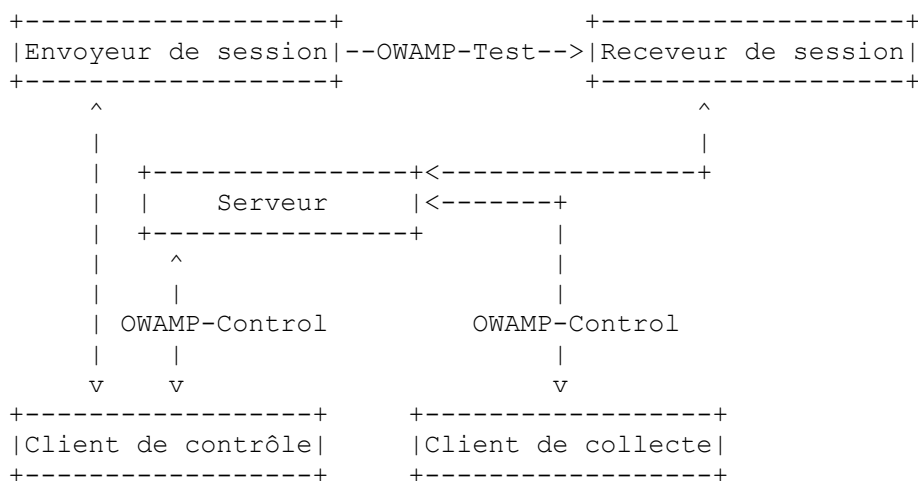 Envoyeur de session --OWAMP-Test--> Receveur de session
Serveur
OWAMP-Control OWAMP-Control
Client de contrôle Client de collecte